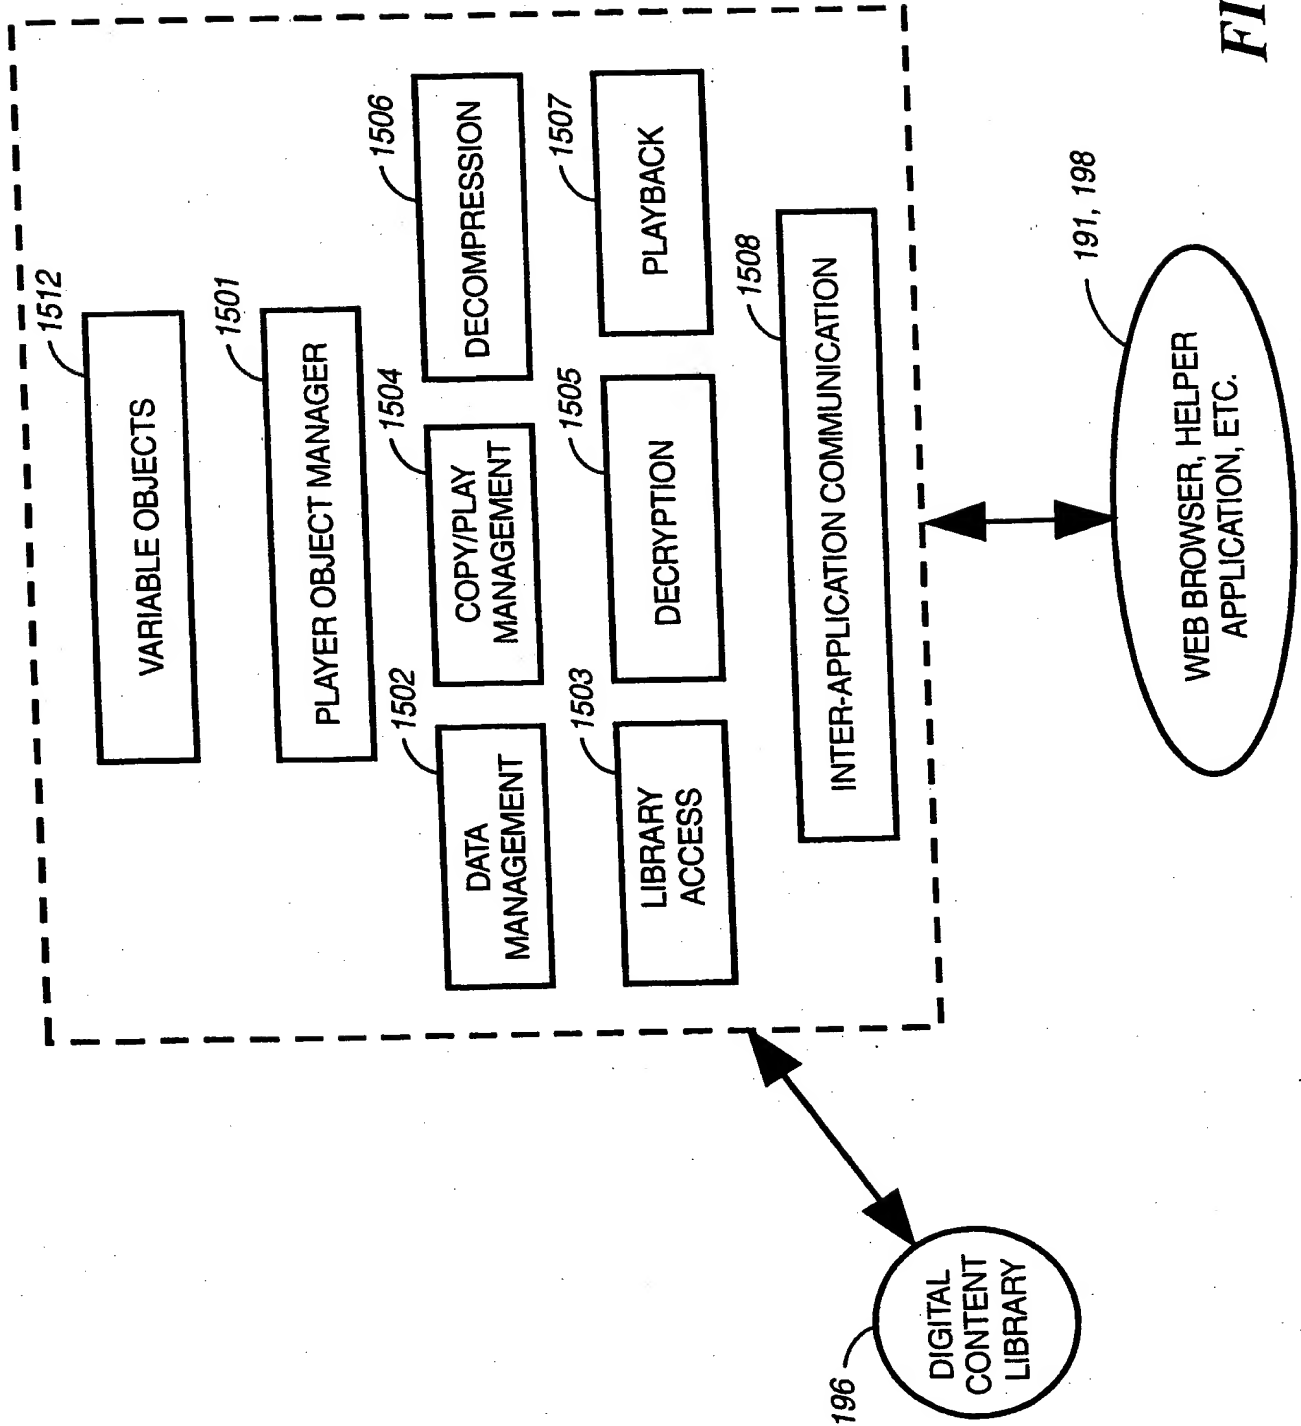 1512
VARIABLE OBJECTS
1501
PLAYER OBJECT MANAGER
1502
DATA
MANAGEMENT
1504
COPY/PLAY
MANAGEMENT
1506
DECOMPRESSION
1503
LIBRARY
ACCESS
1505
DECRYPTION
1507
PLAYBACK
1508
INTER-APPLICATION COMMUNICATION
196
DIGITAL
CONTENT
LIBRARY
191, 198
WEB BROWSER, HELPER
APPLICATION, ETC.